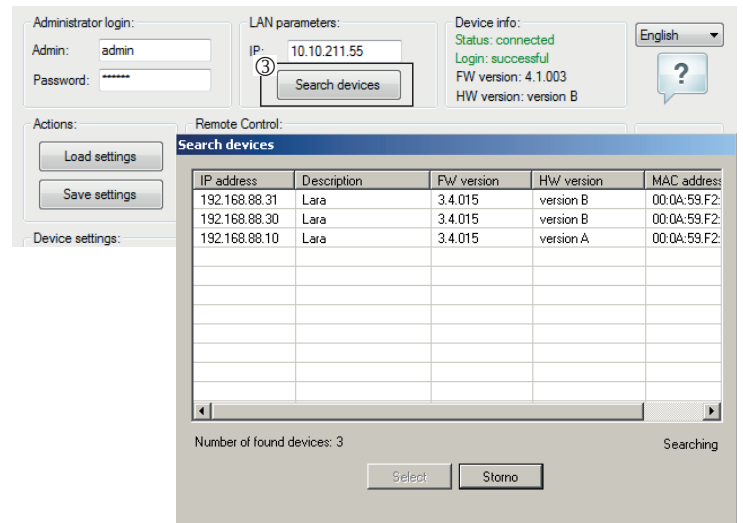 Administrator login:
Admin: admin
Password: ******
LAN parameters:
IP: 10.10.211.55
③
Search devices
Device info:
Status: connected
Login: successful
FW version: 4.1.003
HW version: version B
English
?
Actions:
Load settings
Save settings
Remote Control:
Device settings:
Search devices
IP address Description FW version HW version MAC address
192.168.88.31 Lara 3.4.015 version B 00:0A:59:F2:
192.168.88.30 Lara 3.4.015 version B 00:0A:59:F2:
192.168.88.10 Lara 3.4.015 version A 00:0A:59:F2:
Number of found devices: 3
Searching
Select Storno